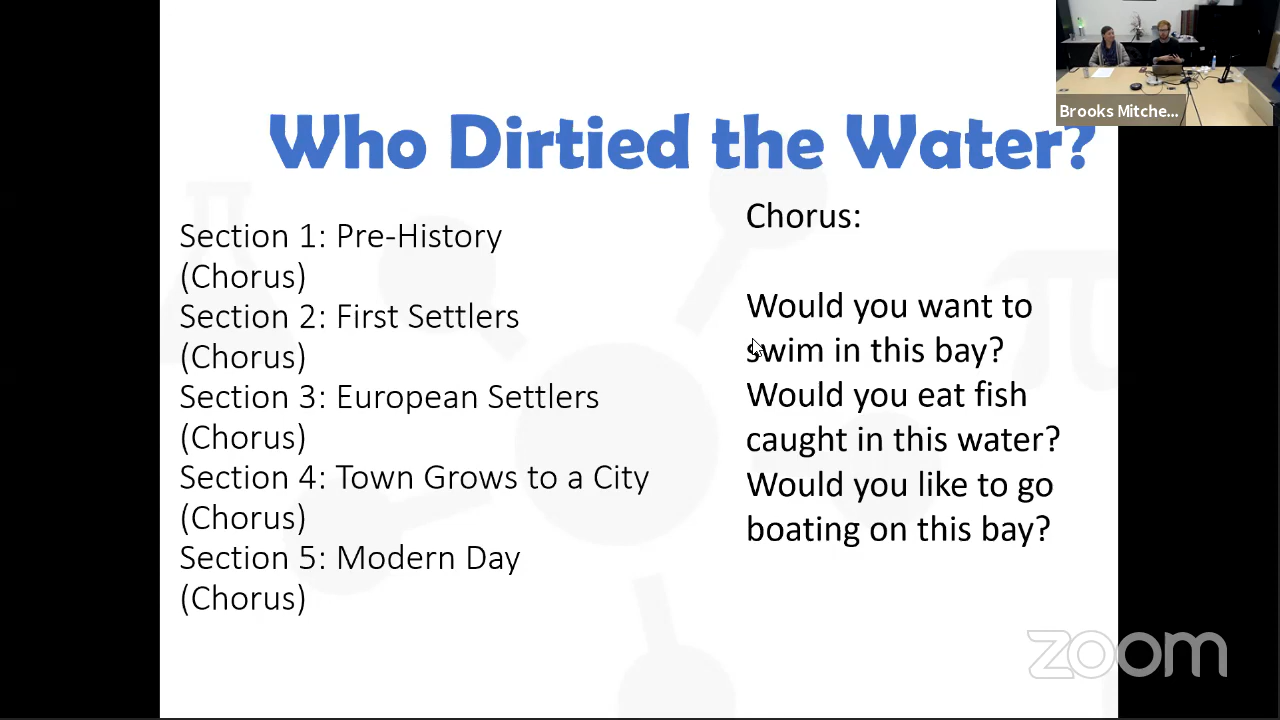 Brooks Mitche...
Who Dirtied the Water?
Section 1: Pre-History
(Chorus)
Section 2: First Settlers
(Chorus)
Section 3: European Settlers
(Chorus)
Section 4: Town Grows to a City
(Chorus)
Section 5: Modern Day
(Chorus)
Chorus:
Would you want to
swim in this bay?
Would you eat fish
caught in this water?
Would you like to go
boating on this bay?
zoom